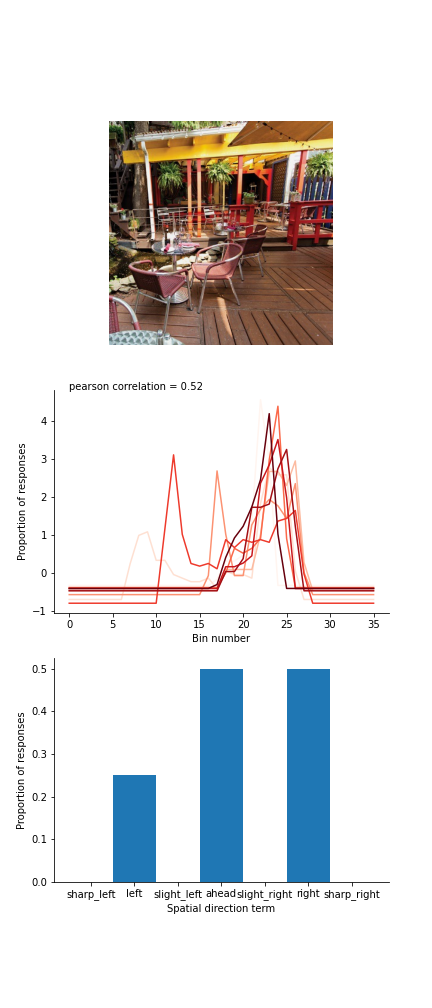 pearson correlation = 0.52
Proportion of responses
4
3
2
1
0
−1
0 5 10 15 20 25 30 35
Bin number
Proportion of responses
0.5
0.4
0.3
0.2
0.1
0.0
sharp_left left slight_left ahead slight_right right sharp_right
Spatial direction term